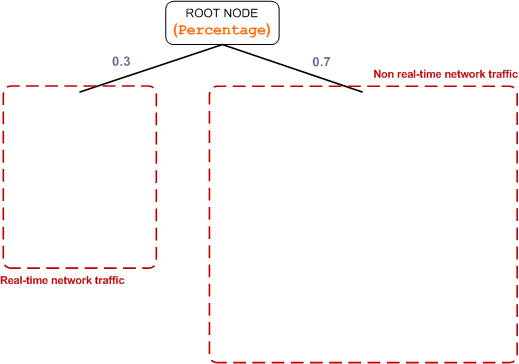 ROOT NODE
(Percentage)
0.3
0.7
Non real-time network traffic
Real-time network traffic